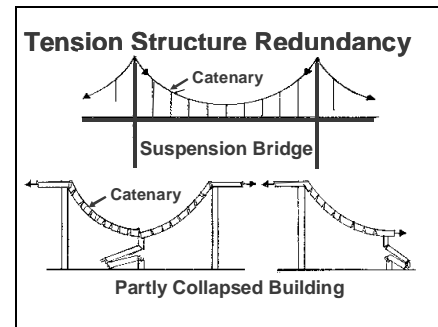 Tension Structure Redundancy
Catenary
Suspension Bridge
Catenary
Partly Collapsed Building